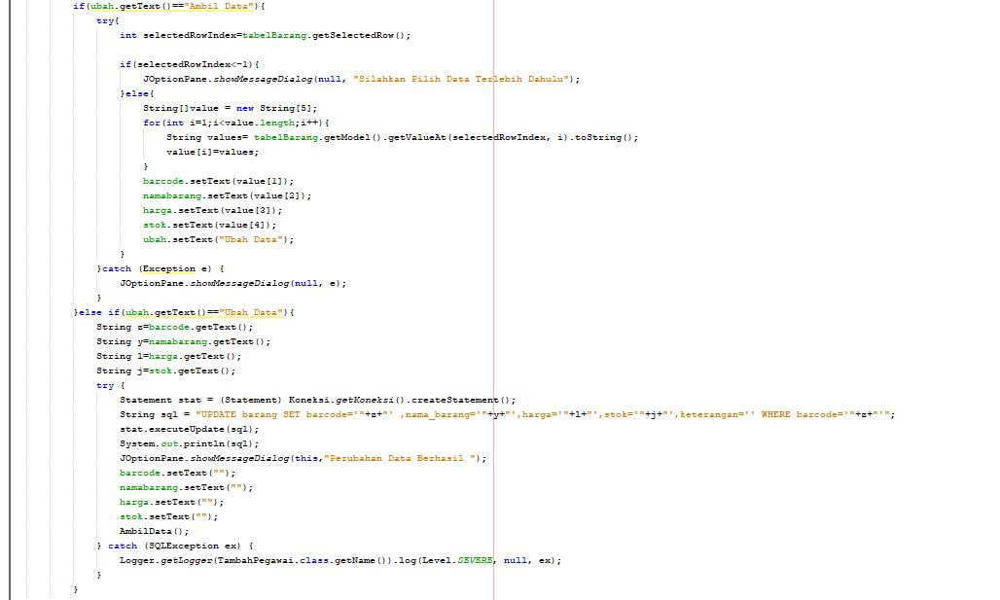 if(ubah.getText()=="Ambil Data"){
try{
int selectedRowIndex=tabelBarang.getSelectedRow();
if(selectedRowIndex<-1){
JOptionPane.showMessageDialog(null, "Silahkan Pilih Data Terlebih Dahulu");
}else{
String[]value = new String[5];
for(int i=1;i<value.length;i++){
String values= tabelBarang.getModel().getValueAt(selectedRowIndex, i).toString();
value[i]=values;
}
barcode.setText(value[1]);
namabarang.setText(value[2]);
harga.setText(value[3]);
stok.setText(value[4]);
ubah.setText("Ubah Data");
}
}catch (Exception e) {
JOptionPane.showMessageDialog(null, e);
}
}else if(ubah.getText()=="Ubah Data"){
String z=barcode.getText();
String y=namabarang.getText();
String l=harga.getText();
String j=stok.getText();
try {
Statement stat = (Statement) Koneksi.getKoneksi().createStatement();
String sql = "UPDATE barang SET barcode='"+z+"' ,nama_barang='"+y+"',harga='"+l+"',stok='"+j+"',keterangan='' WHERE barcode='"+z+"'";
stat.executeUpdate(sql);
System.out.println(sql);
JOptionPane.showMessageDialog(this,"Perubahan Data Berhasil ");
barcode.setText("");
namabarang.setText("");
harga.setText("");
stok.setText("");
AmbilData();
} catch (SQLException ex) {
Logger.getLogger(TambahPegawai.class.getName()).log(Level.SEVERE, null, ex);
}
}